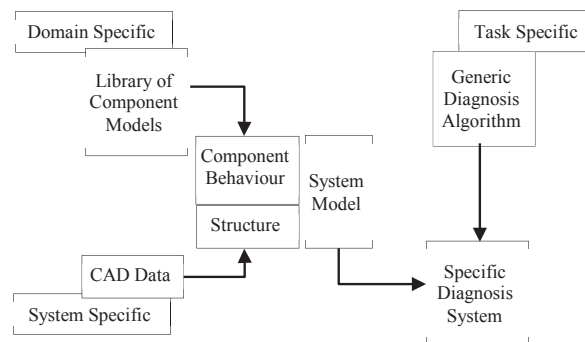 Domain Specific
Library of
Component
Models
Task Specific
Generic
Diagnosis
Algorithm
Component
Behaviour
Structure
System
Model
CAD Data
System Specific
Specific
Diagnosis
System